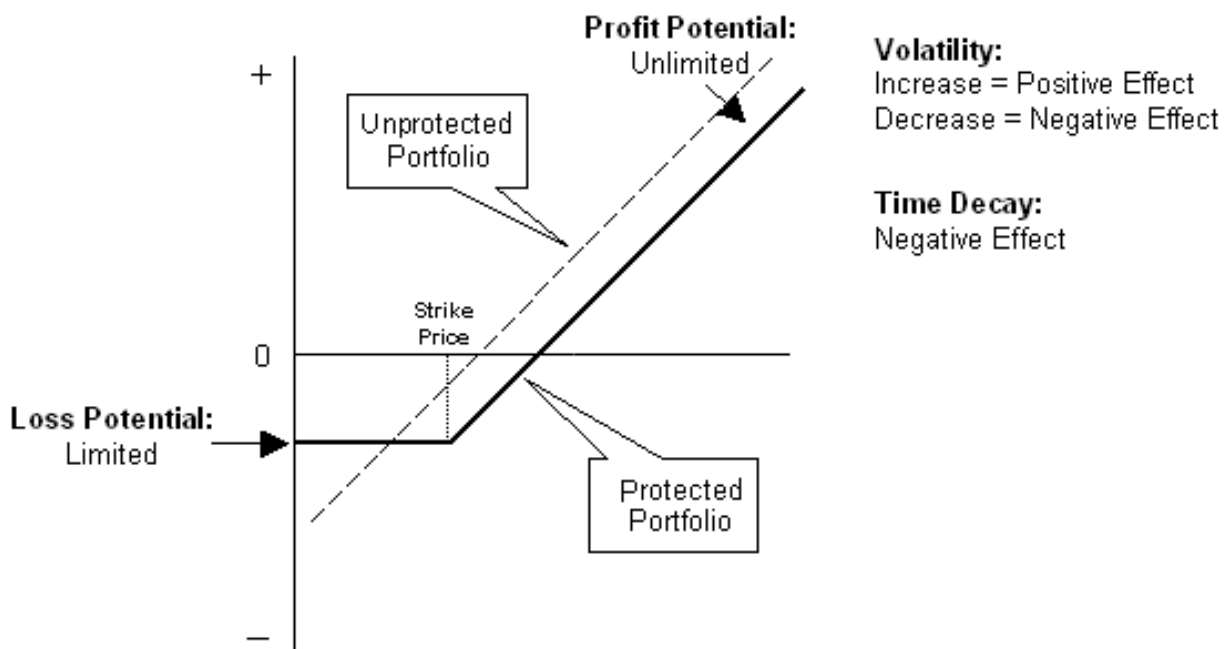 Profit Potential:
Unlimited
Volatility:
Increase = Positive Effect
Decrease = Negative Effect
+
Unprotected
Portfolio
Time Decay:
Negative Effect
Strike
Price
0
Loss Potential:
Limited
Protected
Portfolio
–